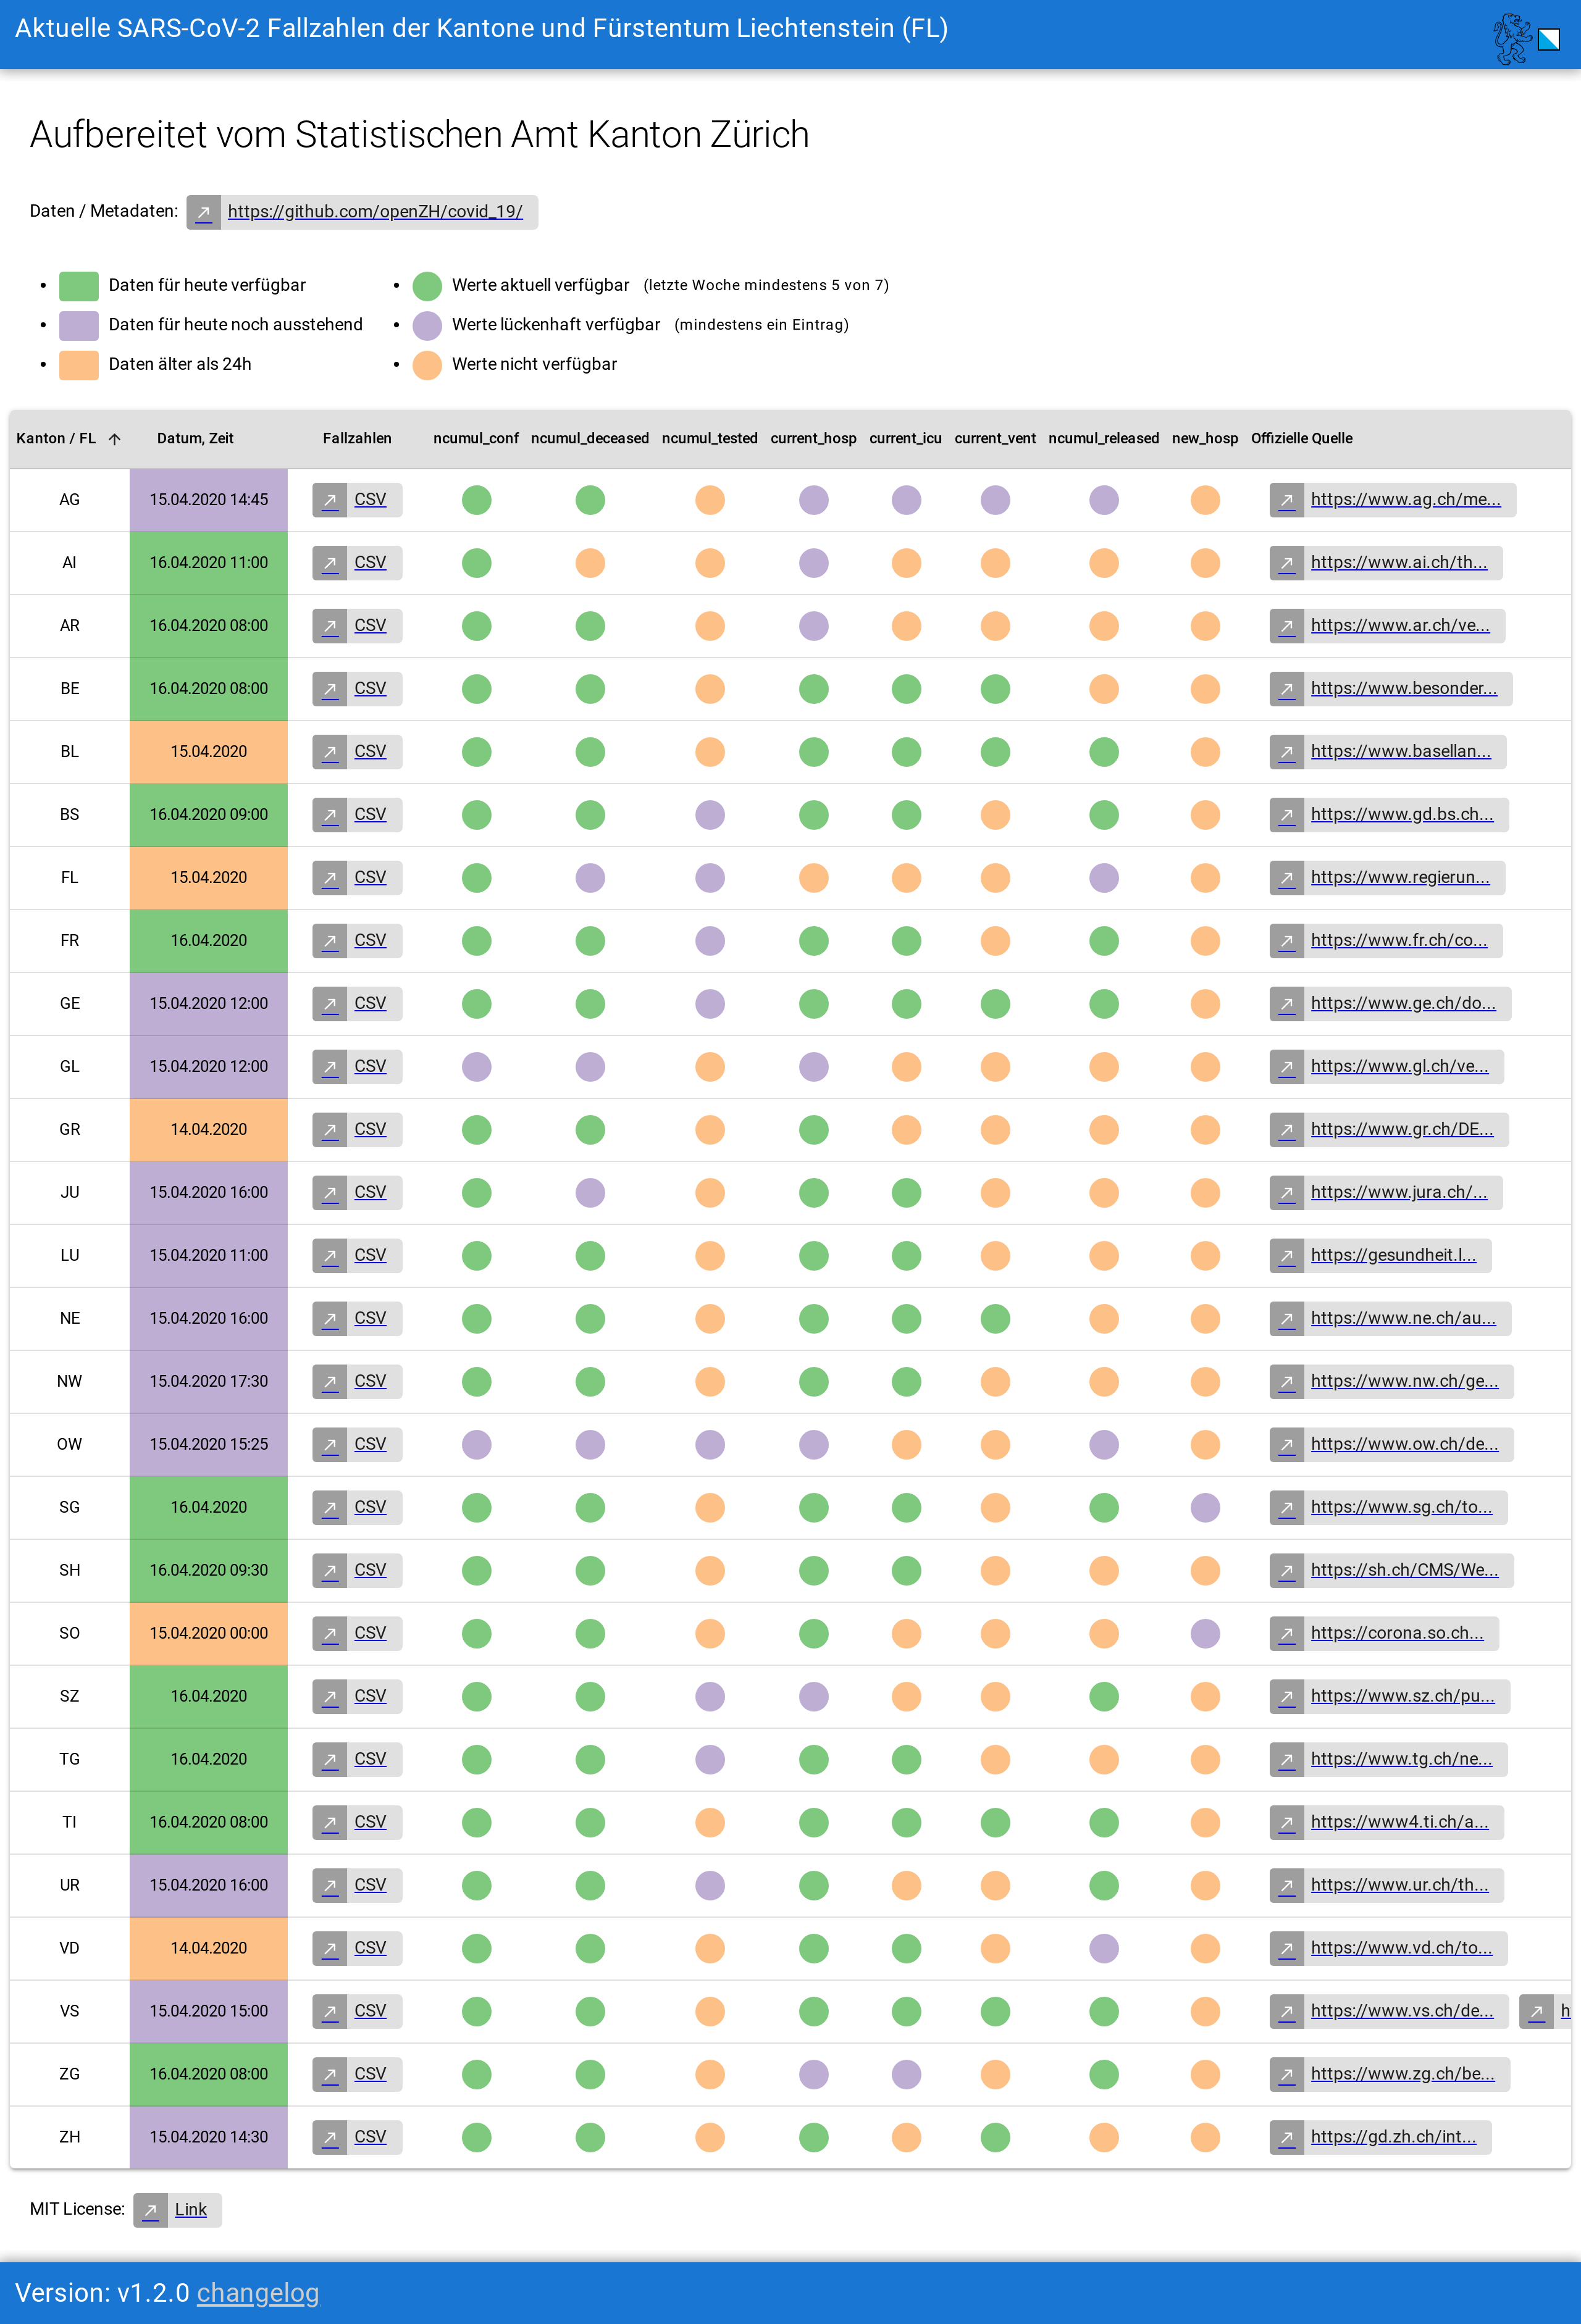 Aktuelle SARS-CoV-2 Fallzahlen der Kantone und Fürstentum Liechtenstein (FL)
Aufbereitet vom Statistischen Amt Kanton Zürich
Daten / Metadaten: https://github.com/openZH/covid_19/
Daten für heute verfügbar
Daten für heute noch ausstehend
Daten älter als 24h
Werte aktuell verfügbar (letzte Woche mindestens 5 von 7)
Werte lückenhaft verfügbar (mindestens ein Eintrag)
Werte nicht verfügbar
Kanton / FL Datum, Zeit Fallzahlen ncumul_conf ncumul_deceased ncumul_tested current_hosp current_icu current_vent ncumul_released new_hosp Offizielle Quelle
AG 15.04.2020 14:45 CSV https://www.ag.ch/me...
AI 16.04.2020 11:00 CSV https://www.ai.ch/th...
AR 16.04.2020 08:00 CSV https://www.ar.ch/ve...
BE 16.04.2020 08:00 CSV https://www.besonder...
BL 15.04.2020 CSV https://www.basellan...
BS 16.04.2020 09:00 CSV https://www.gd.bs.ch...
FL 15.04.2020 CSV https://www.regierun...
FR 16.04.2020 CSV https://www.fr.ch/co...
GE 15.04.2020 12:00 CSV https://www.ge.ch/do...
GL 15.04.2020 12:00 CSV https://www.gl.ch/ve...
GR 14.04.2020 CSV https://www.gr.ch/DE...
JU 15.04.2020 16:00 CSV https://www.jura.ch/...
LU 15.04.2020 11:00 CSV https://gesundheit.l...
NE 15.04.2020 16:00 CSV https://www.ne.ch/au...
NW 15.04.2020 17:30 CSV https://www.nw.ch/ge...
OW 15.04.2020 15:25 CSV https://www.ow.ch/de...
SG 16.04.2020 CSV https://www.sg.ch/to...
SH 16.04.2020 09:30 CSV https://sh.ch/CMS/We...
SO 15.04.2020 00:00 CSV https://corona.so.ch...
SZ 16.04.2020 CSV https://www.sz.ch/pu...
TG 16.04.2020 CSV https://www.tg.ch/ne...
TI 16.04.2020 08:00 CSV https://www4.ti.ch/a...
UR 15.04.2020 16:00 CSV https://www.ur.ch/th...
VD 14.04.2020 CSV https://www.vd.ch/to...
VS 15.04.2020 15:00 CSV https://www.vs.ch/de... h
ZG 16.04.2020 08:00 CSV https://www.zg.ch/be...
ZH 15.04.2020 14:30 CSV https://gd.zh.ch/int...
MIT License: Link
Version: v1.2.0 changelog